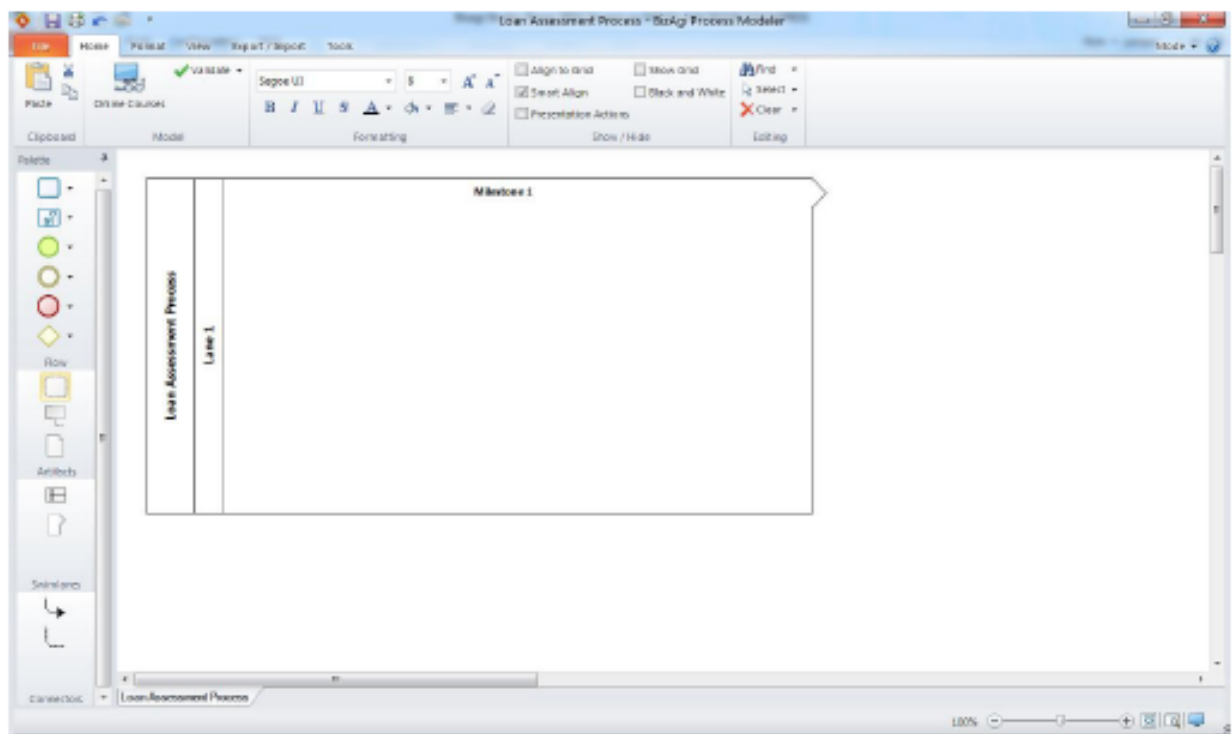 Loan Assessment Process - BizAgi Process Modeler
File Home Format View Export / Import Tools
Mode
Paste
Online Courses
Validate
Segoe UI 8 A A
B I U S A
Align to Grid Show Grid
Smart Align Black and White
Presentation Actions
Find
Select
Clear
Clipboard Model Formatting Show / Hide Editing
Palette
Flow
Artifacts
Swimlanes
Connectors
Milestone 1
Loan Assessment Process
Lane 1
Loan Assessment Process
100%